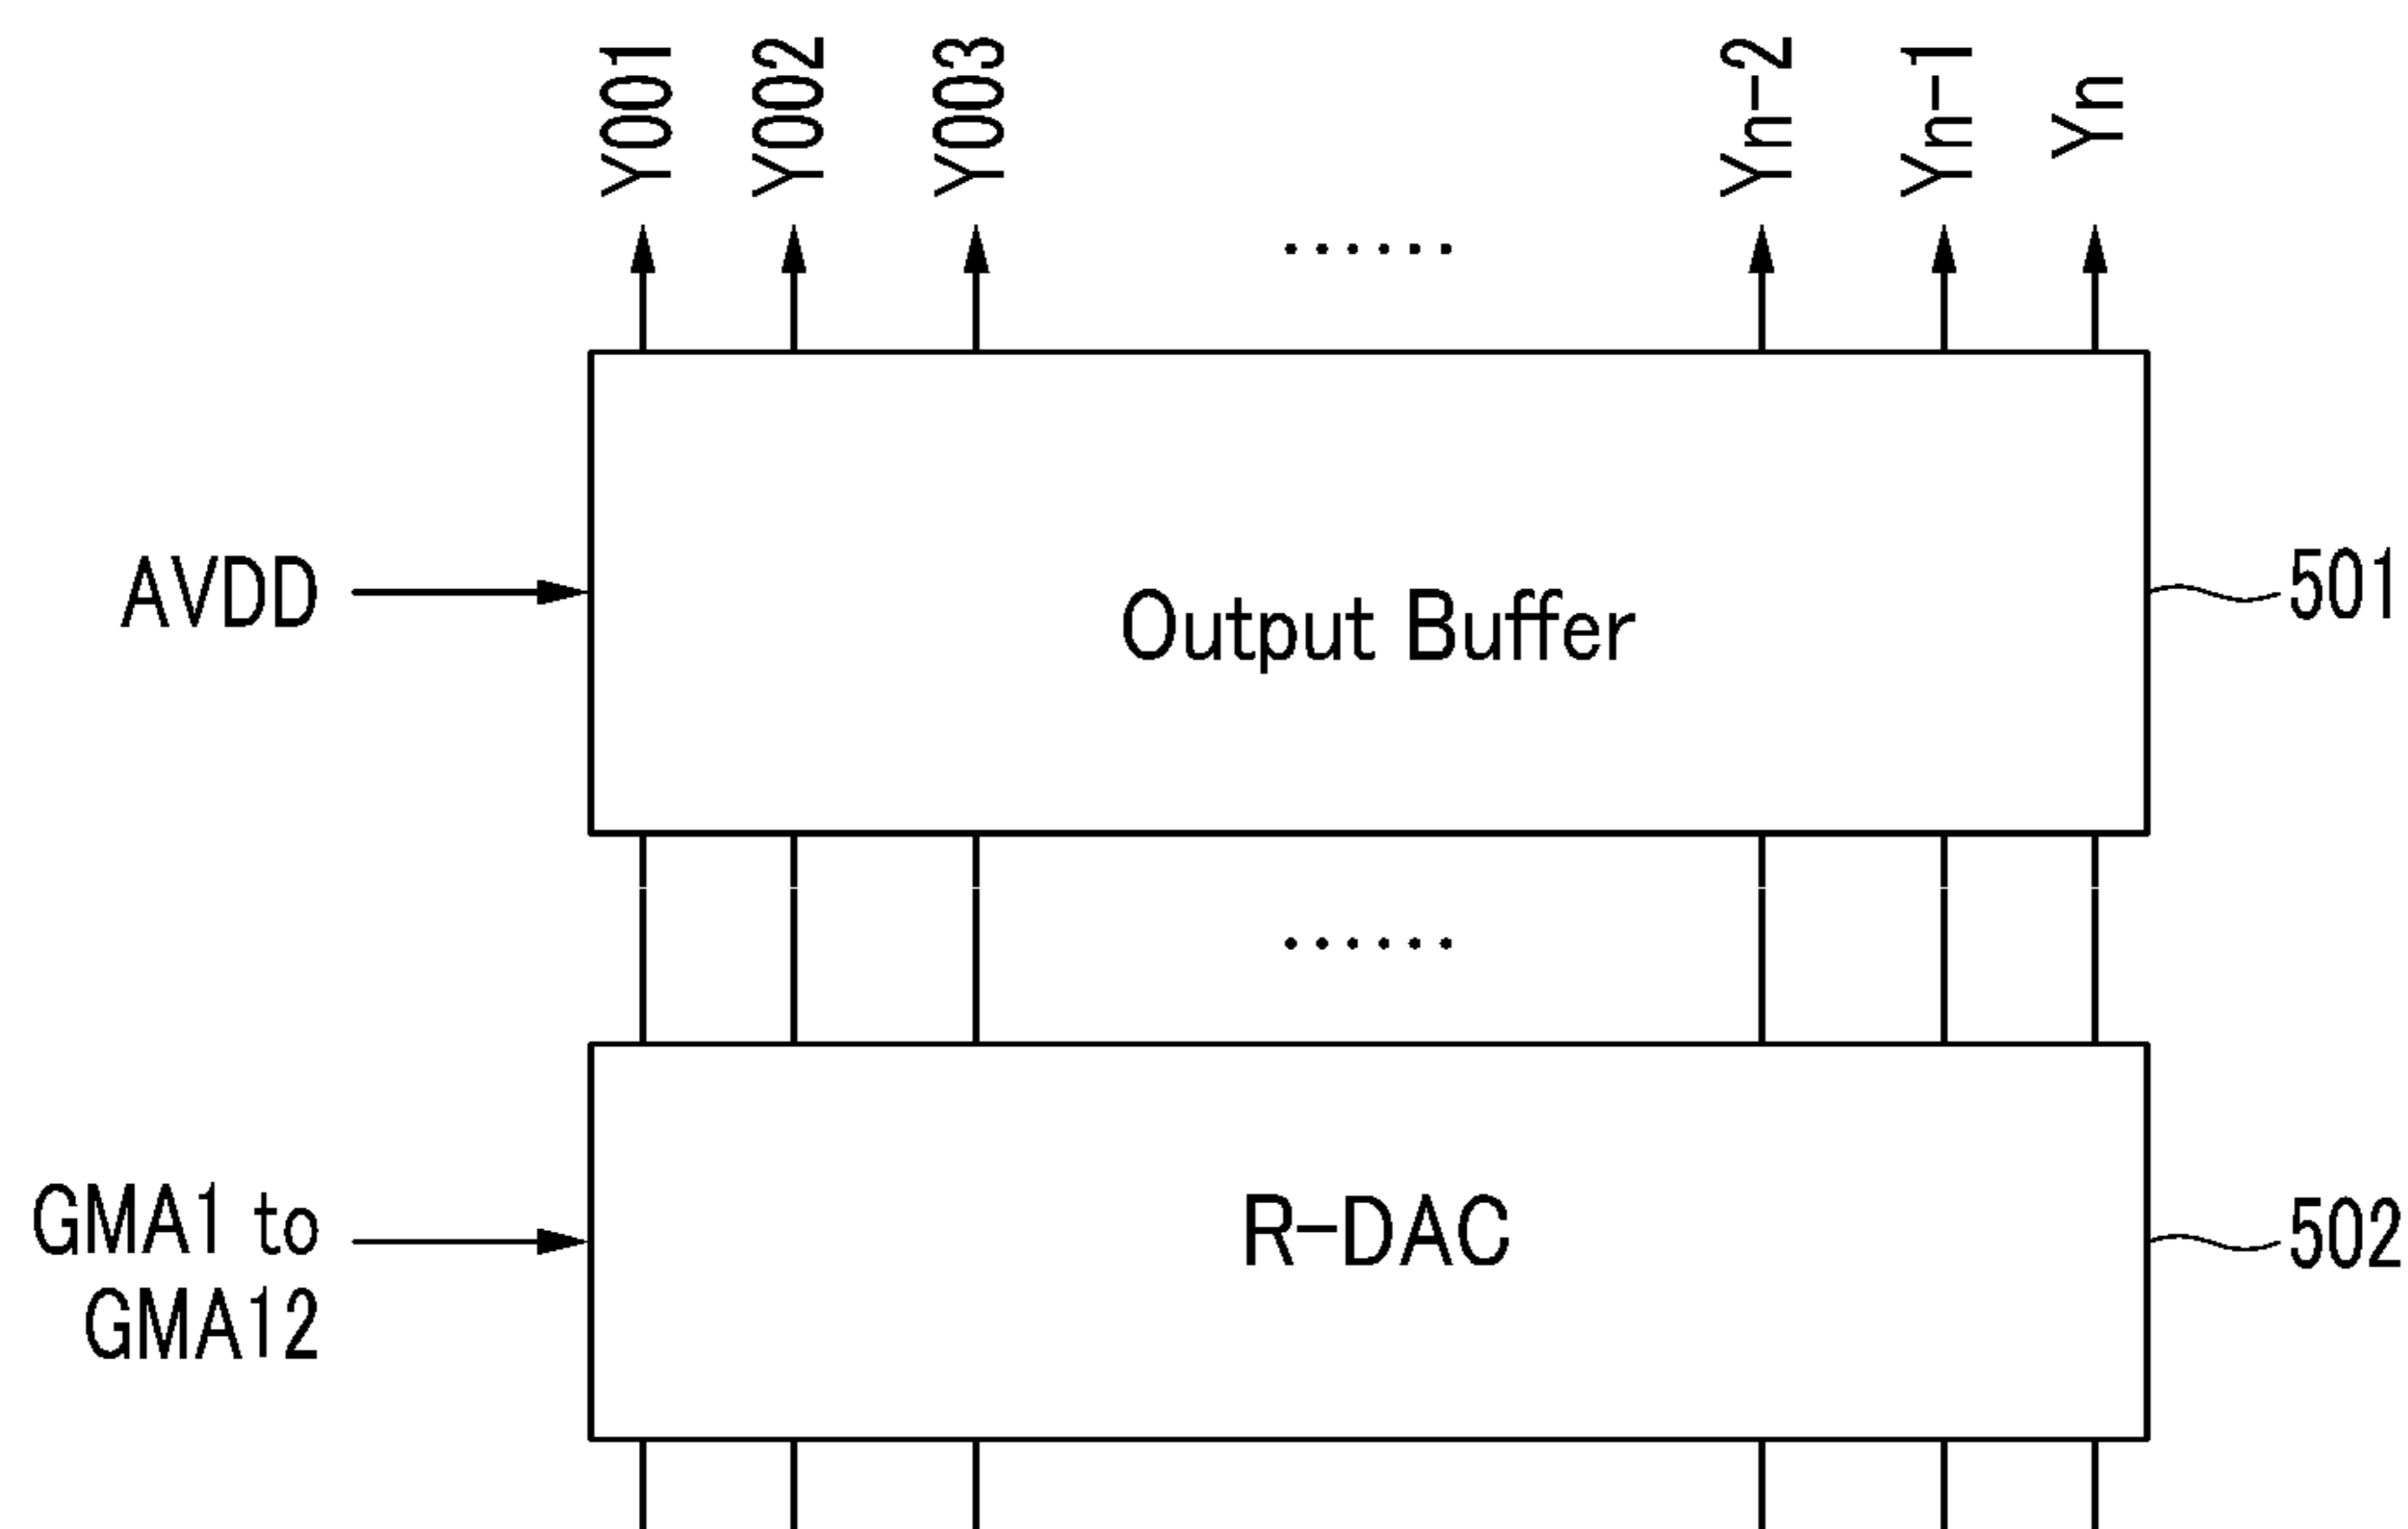 Y001
Y002
Y003
......
Yn-2
Yn-1
Yn
AVDD
Output Buffer
501
......
GMA1 to
GMA12
R-DAC
502